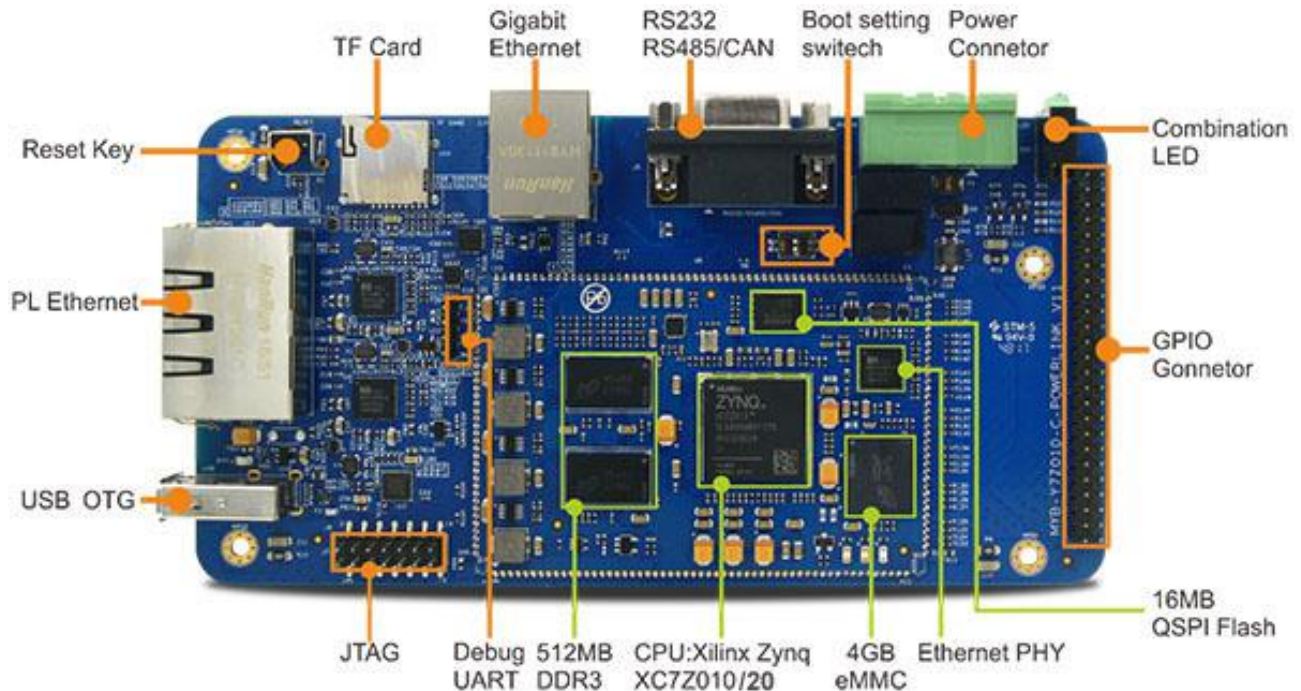 Gigabit
Ethernet
RS232
RS485/CAN
Boot setting
switech
Power
Connetor
TF Card
Reset Key
Combination
LED
PL Ethernet
HanRun
HanRun
ZYNQ
GPIO
Gonnetor
MYB-Y7Z010-C-POWERLINK V11
USB OTG
16MB
QSPI Flash
JTAG
Debug
UART
512MB
DDR3
CPU:Xilinx Zynq
XC7Z010/20
4GB
eMMC
Ethernet PHY